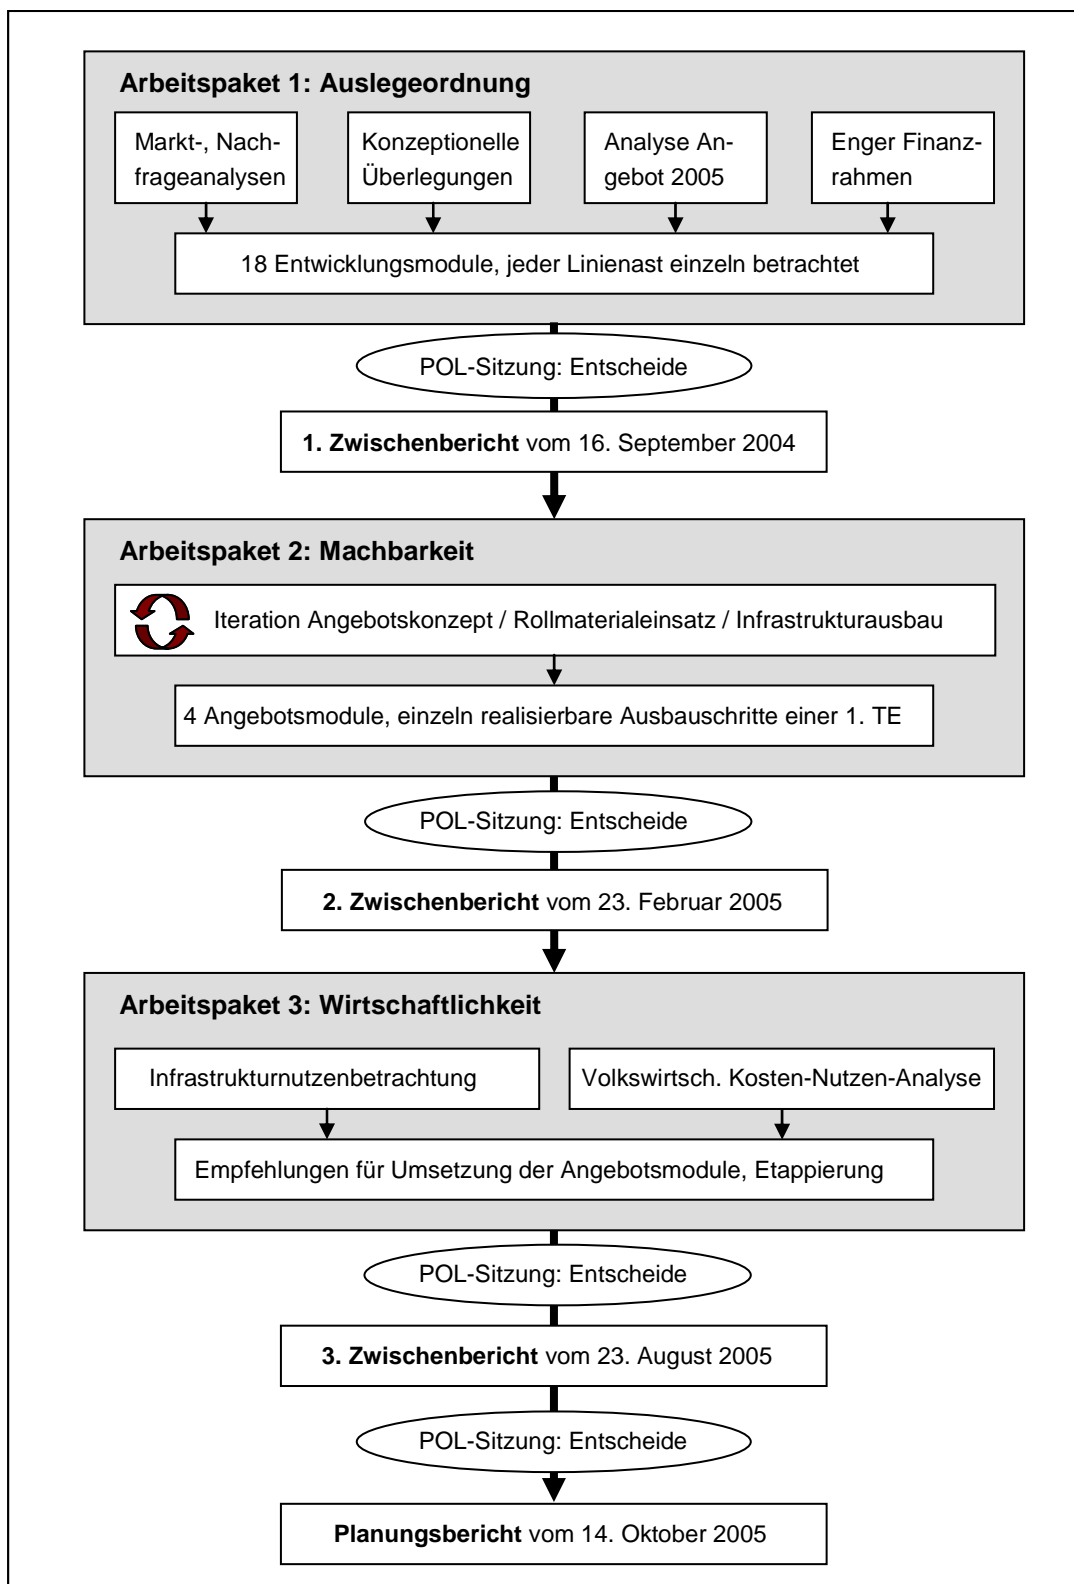 Arbeitspaket 1: Auslegeordnung
Markt-, Nach-
frageanalysen
Konzeptionelle
Überlegungen
Analyse An-
gebot 2005
Enger Finanz-
rahmen
18 Entwicklungsmodule, jeder Linienast einzeln betrachtet
POL-Sitzung: Entscheide
1. Zwischenbericht vom 16. September 2004
Arbeitspaket 2: Machbarkeit
Iteration Angebotskonzept / Rollmaterialeinsatz / Infrastrukturausbau
4 Angebotsmodule, einzeln realisierbare Ausbauschritte einer 1. TE
POL-Sitzung: Entscheide
2. Zwischenbericht vom 23. Februar 2005
Arbeitspaket 3: Wirtschaftlichkeit
Infrastrukturnutzenbetrachtung
Volkswirtsch. Kosten-Nutzen-Analyse
Empfehlungen für Umsetzung der Angebotsmodule, Etappierung
POL-Sitzung: Entscheide
3. Zwischenbericht vom 23. August 2005
POL-Sitzung: Entscheide
Planungsbericht vom 14. Oktober 2005